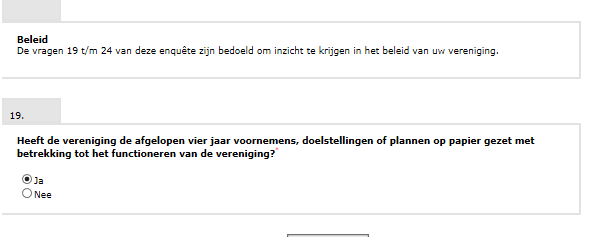 Beleid
De vragen 19 t/m 24 van deze enquête zijn bedoeld om inzicht te krijgen in het beleid van uw vereniging.
19.
Heeft de vereniging de afgelopen vier jaar voornemens, doelstellingen of plannen op papier gezet met
betrekking tot het functioneren van de vereniging?*
Ja
Nee